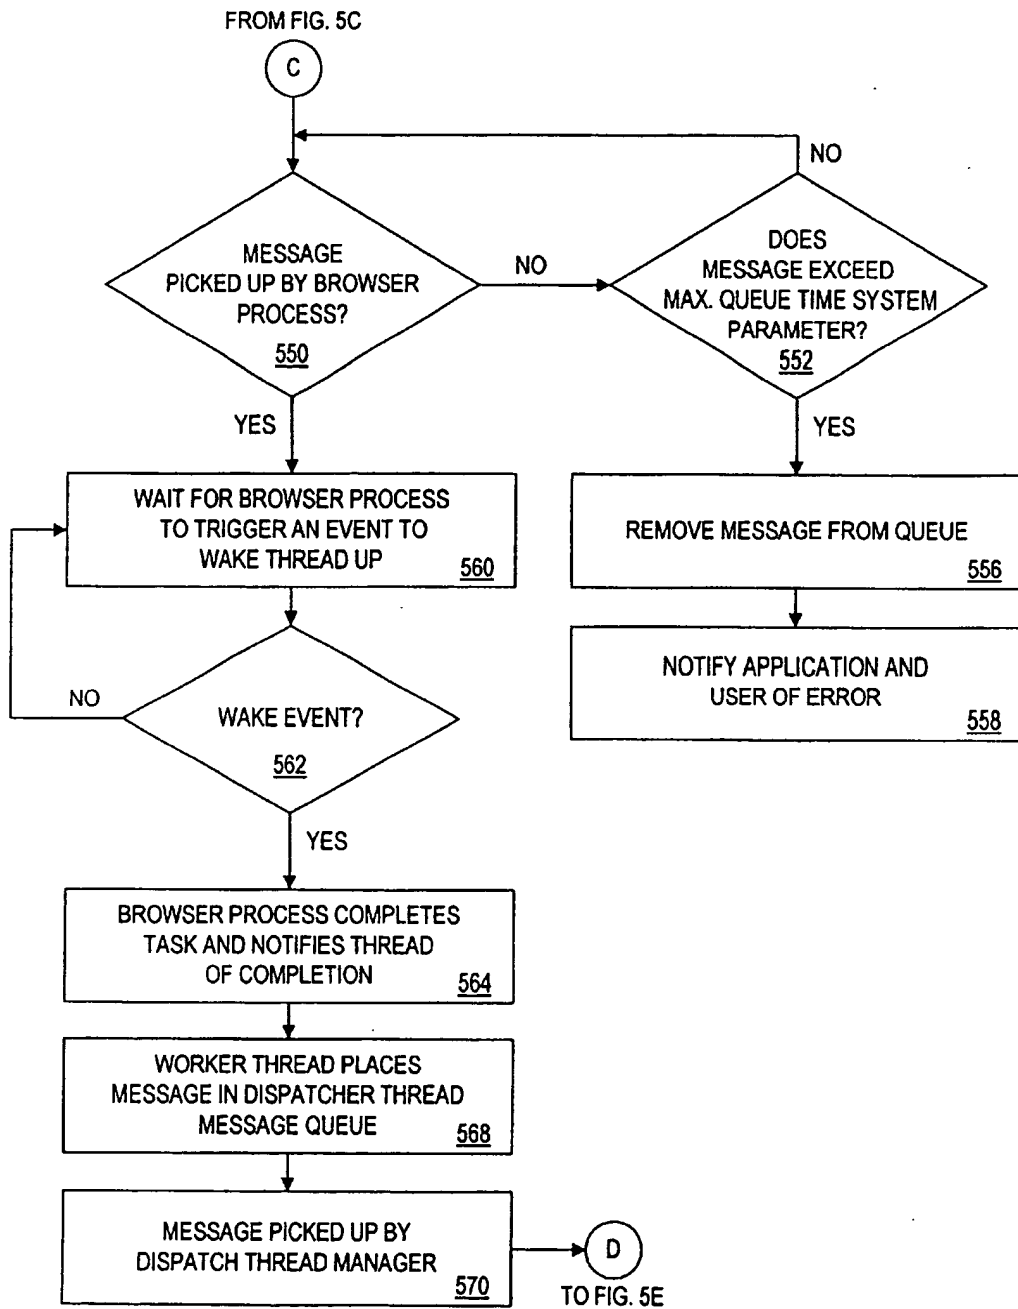 FROM FIG. 5C
C
NO
MESSAGE
PICKED UP BY BROWSER
PROCESS?
550
NO
DOES
MESSAGE EXCEED
MAX. QUEUE TIME SYSTEM
PARAMETER?
552
YES
YES
WAIT FOR BROWSER PROCESS
TO TRIGGER AN EVENT TO
WAKE THREAD UP
560
REMOVE MESSAGE FROM QUEUE
556
NOTIFY APPLICATION AND
USER OF ERROR
558
NO
WAKE EVENT?
562
YES
BROWSER PROCESS COMPLETES
TASK AND NOTIFIES THREAD
OF COMPLETION
564
WORKER THREAD PLACES
MESSAGE IN DISPATCHER THREAD
MESSAGE QUEUE
568
MESSAGE PICKED UP BY
DISPATCH THREAD MANAGER
570
D
TO FIG. 5E